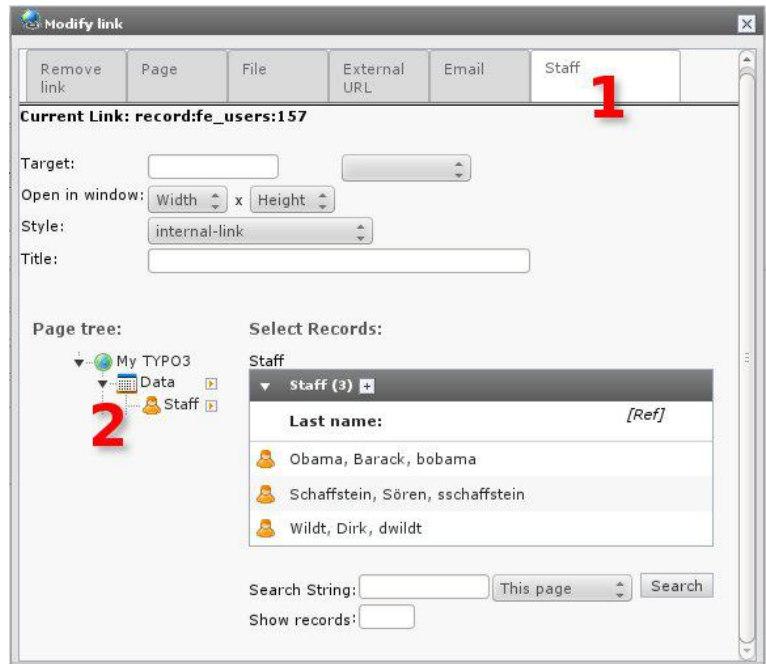 Modify link
Remove link
Page
File
External URL
Email
Staff
1
Current Link: record:fe_users:157
Target:
Open in window: Width x Height
Style: internal-link
Title:
Page tree:
Select Records:
My TYPO3
Data
Staff
2
Staff
Staff (3)
Last name: [Ref]
Obama, Barack, bobama
Schaffstein, Sören, sschaffstein
Wildt, Dirk, dwildt
Search String: This page Search
Show records: